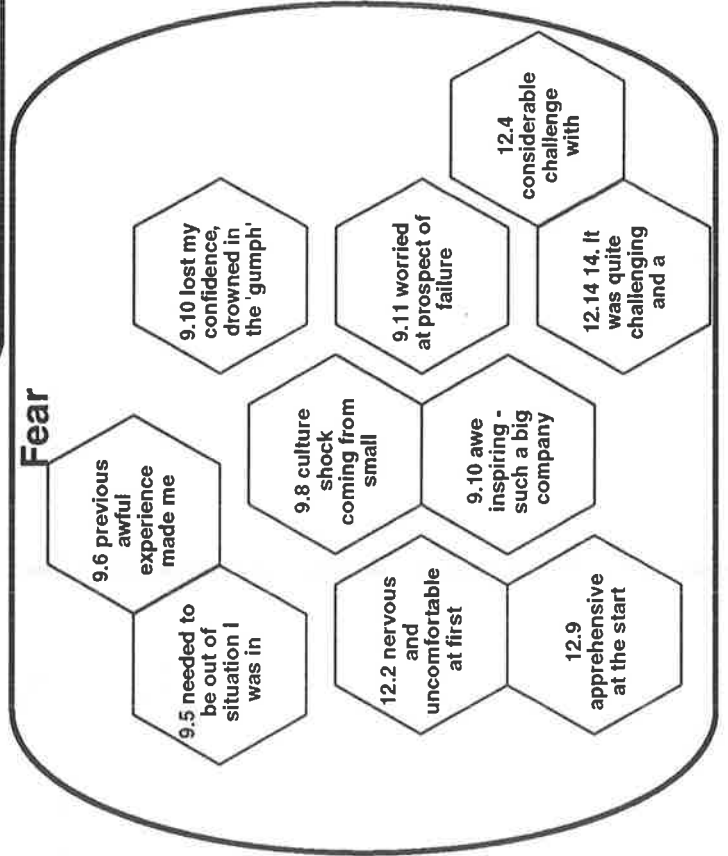 Fear
9.6 previous
awful
experience
made me
9.5 needed to
be out of
situation I
was in
9.10 lost my
confidence,
drowned in
the 'gumph'
9.8 culture
shock
coming from
small
9.11 worried
at prospect of
failure
12.2 nervous
and
uncomfortable
at first
9.10 awe
inspiring -
such a big
company
12.4
considerable
challenge
with
12.9
apprehensive
at the start
12.14 14. It
was quite
challenging
and a